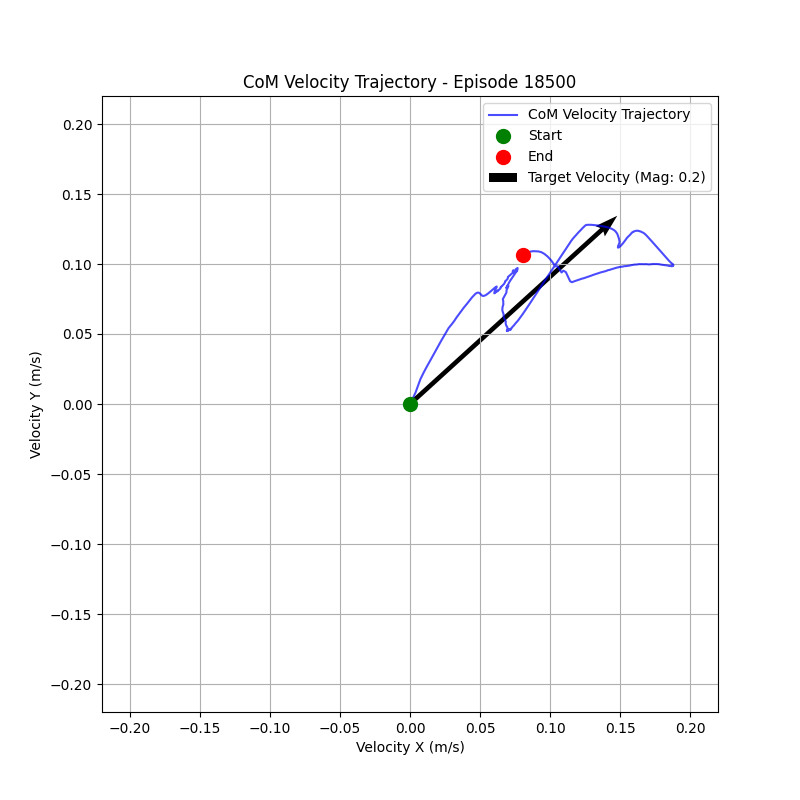 CoM Velocity Trajectory - Episode 18500
CoM Velocity Trajectory
Start
End
Target Velocity (Mag: 0.2)
Velocity Y (m/s)
0.20
0.15
0.10
0.05
0.00
−0.05
−0.10
−0.15
−0.20
−0.20 −0.15 −0.10 −0.05 0.00 0.05 0.10 0.15 0.20
Velocity X (m/s)